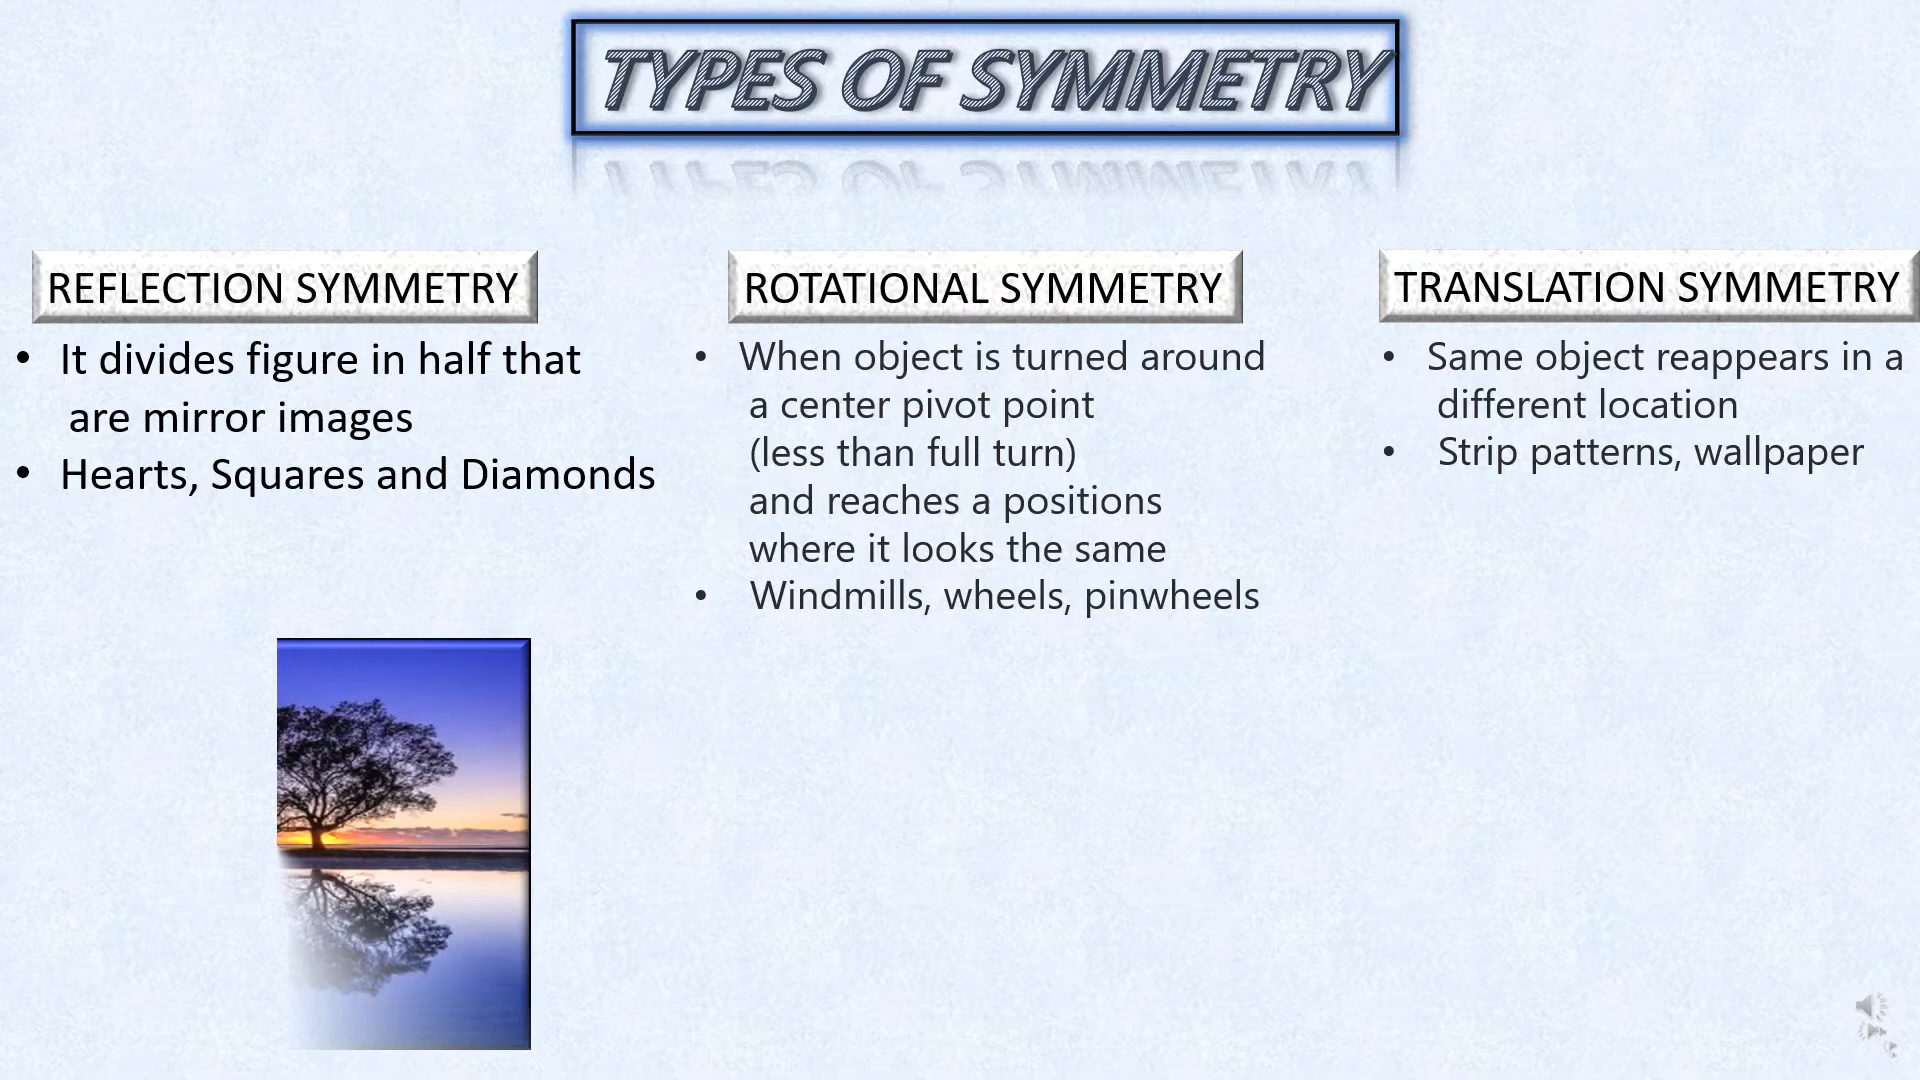 TYPES OF SYMMETRY
REFLECTION SYMMETRY
• It divides figure in half that
are mirror images
• Hearts, Squares and Diamonds
ROTATIONAL SYMMETRY
• When object is turned around
a center pivot point
(less than full turn)
and reaches a positions
where it looks the same
• Windmills, wheels, pinwheels
TRANSLATION SYMMETRY
• Same object reappears in a
different location
• Strip patterns, wallpaper